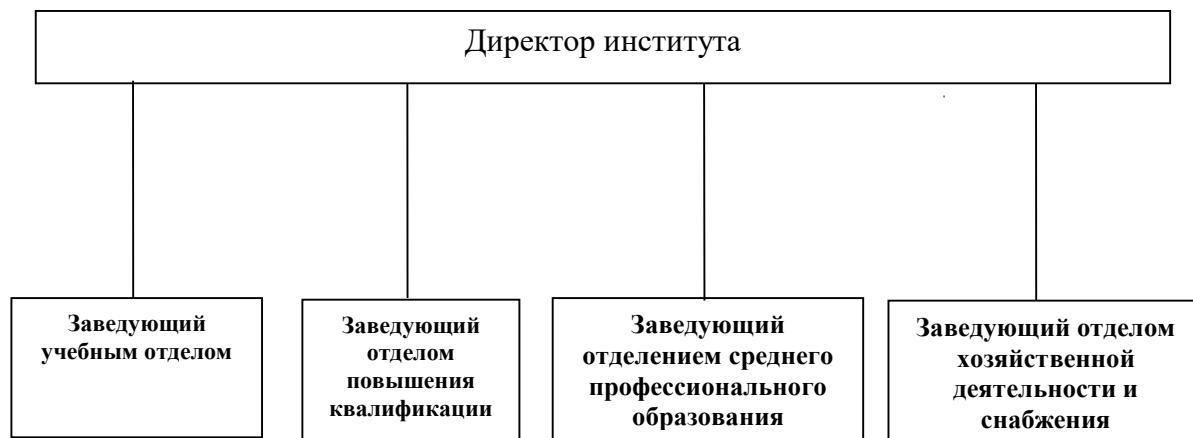 Директор института
Заведующий
учебным отделом
Заведующий
отделом
повышения
квалификации
Заведующий
отделением среднего
профессионального
образования
Заведующий отделом
хозяйственной
деятельности и
снабжения